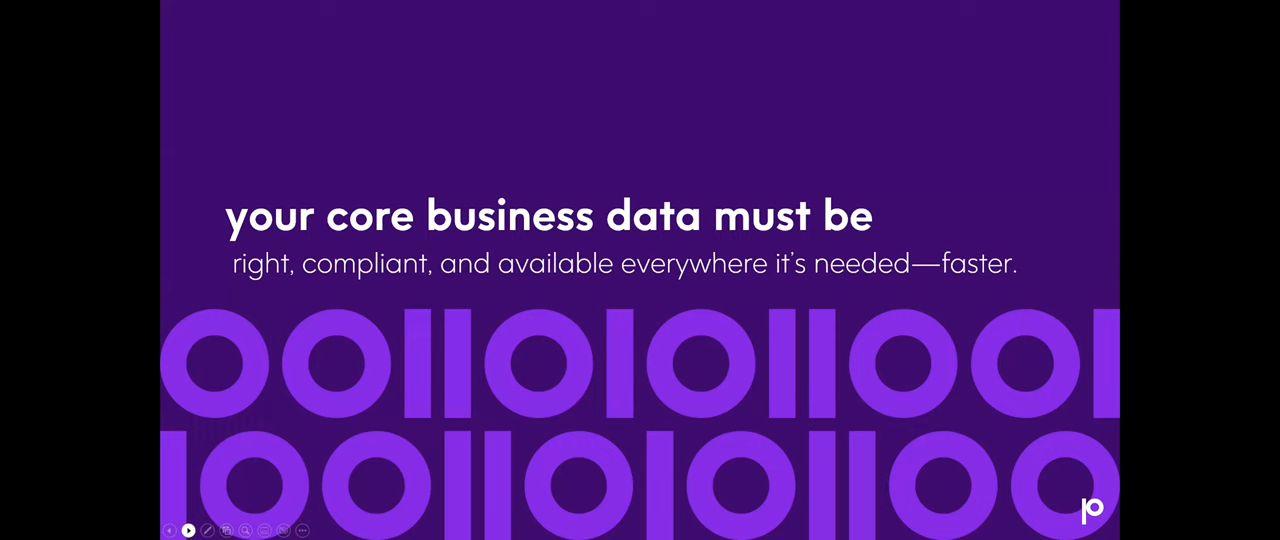 your core business data must be
right, compliant, and available everywhere it’s needed—faster.